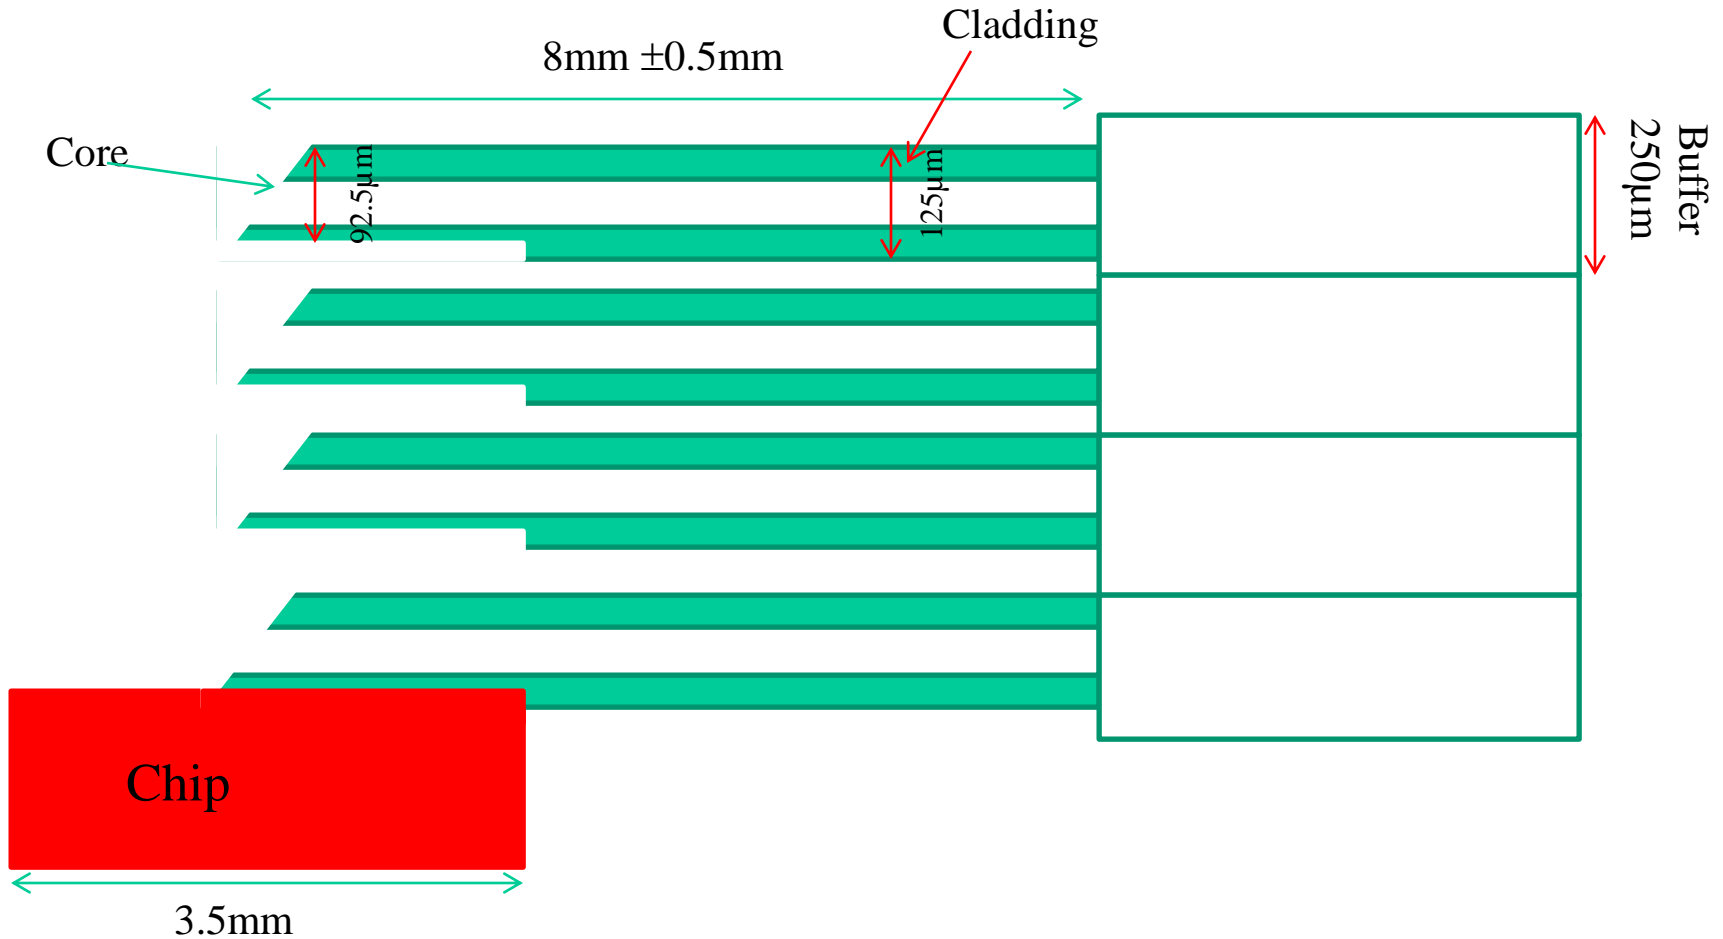 Cladding
8mm ±0.5mm
Core
92.5μm
125μm
Buffer
250μm
Chip
3.5mm